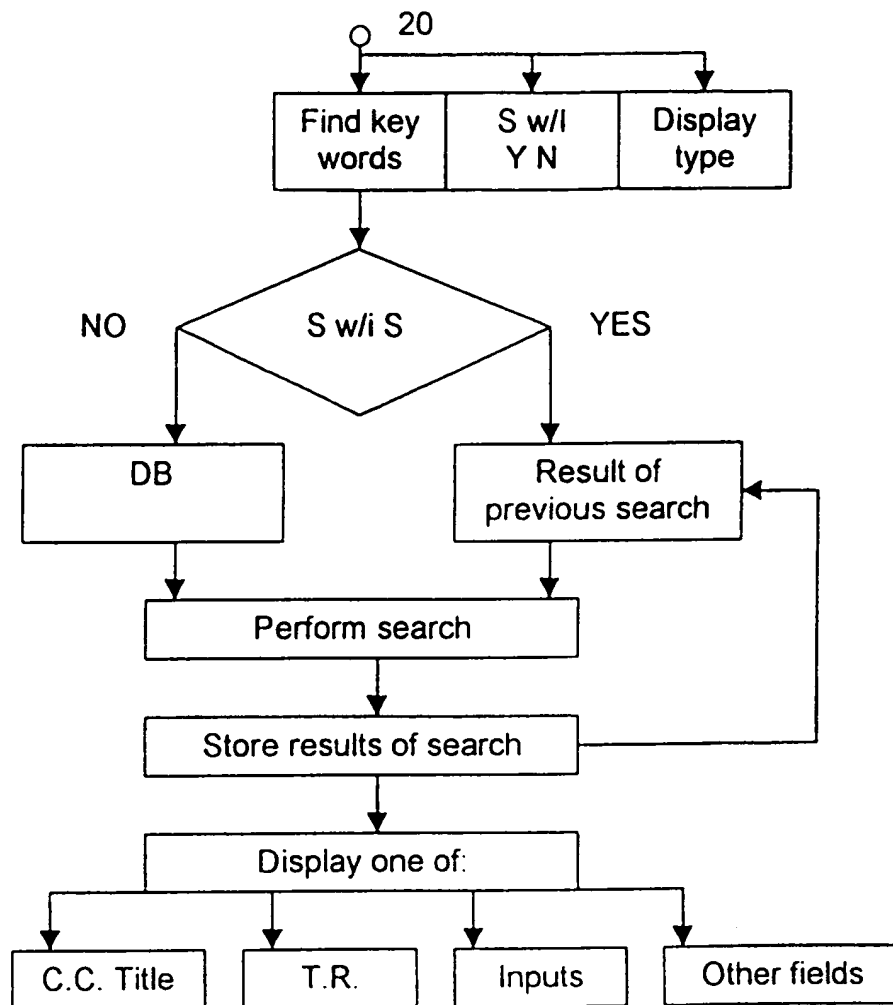 20
Find key
words
S w/I
Y N
Display
type
NO
S w/i S
YES
DB
Result of
previous search
Perform search
Store results of search
Display one of:
C.C. Title
T.R.
Inputs
Other fields